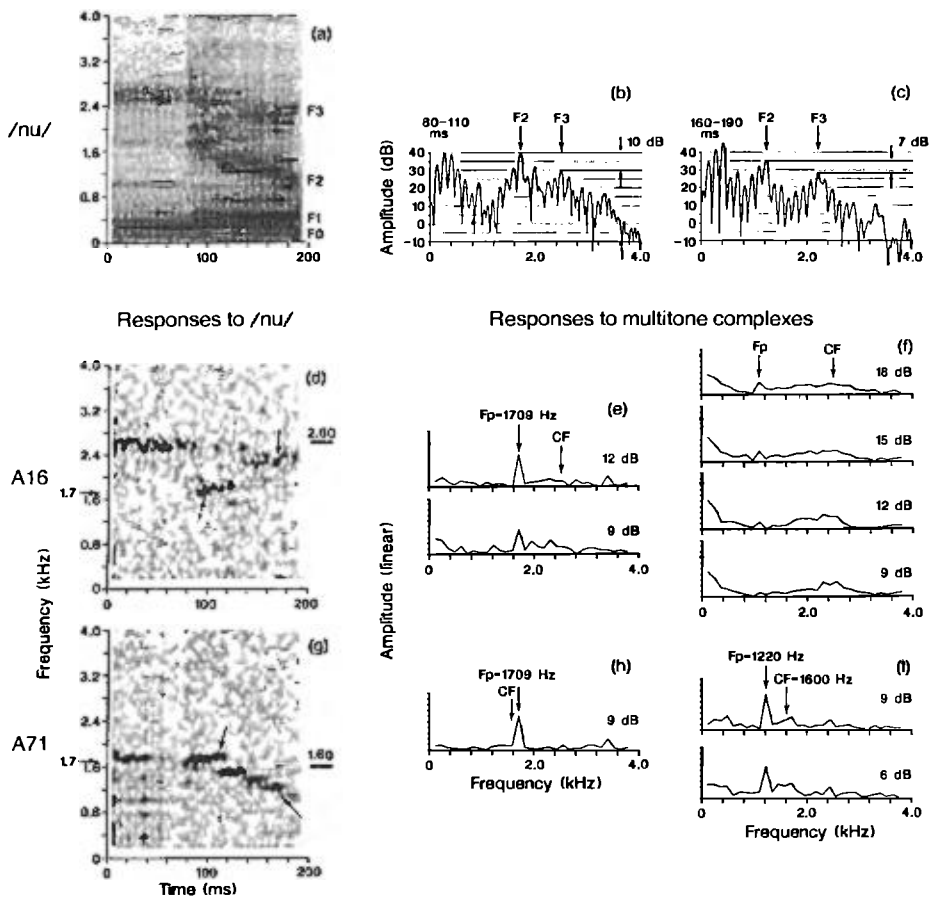 /nu/
(a)
4.0
3.2
2.4
1.6
0.8
0
F3
F2
F1
F0
0 100 200
(b)
80-110 ms
F2 F3
10 dB
Amplitude (dB)
40
30
20
10
0
-10
0 2.0 4.0
(c)
160-190 ms
F2 F3
7 dB
40
30
20
10
0
-10
0 2.0 4.0
Responses to /nu/
Responses to multitone complexes
A16
(d)
4.0
3.2
2.4
1.7
1.6
0.8
0
2.60
0 100 200
Frequency (kHz)
(e)
Fp=1709 Hz
CF
12 dB
9 dB
0 2.0 4.0
Amplitude (linear)
(f)
Fp CF
18 dB
15 dB
12 dB
9 dB
0 2.0 4.0
A71
(g)
4.0
3.2
2.4
1.7
1.6
0.8
0
1.60
0 100 200
Time (ms)
(h)
Fp=1709 Hz
CF
9 dB
0 2.0 4.0
Frequency (kHz)
(i)
Fp=1220 Hz
CF=1600 Hz
9 dB
6 dB
0 2.0 4.0
Frequency (kHz)